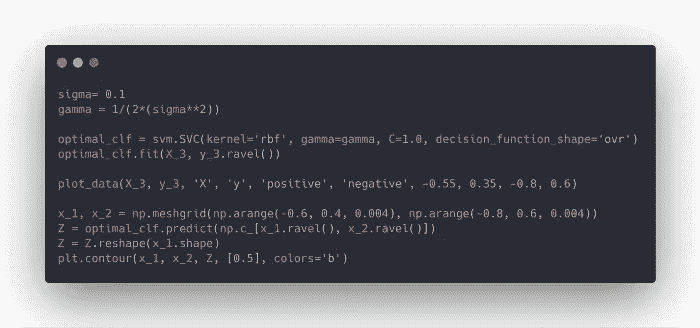 sigma= 0.1
gamma = 1/(2*(sigma**2))
optimal_clf = svm.SVC(kernel='rbf', gamma=gamma, C=1.0, decision_function_shape='ovr')
optimal_clf.fit(X_3, y_3.ravel())
plot_data(X_3, y_3, 'X', 'y', 'positive', 'negative', -0.55, 0.35, -0.8, 0.6)
x_1, x_2 = np.meshgrid(np.arange(-0.6, 0.4, 0.004), np.arange(-0.8, 0.6, 0.004))
Z = optimal_clf.predict(np.c_[x_1.ravel(), x_2.ravel()])
Z = Z.reshape(x_1.shape)
plt.contour(x_1, x_2, Z, [0.5], colors='b')